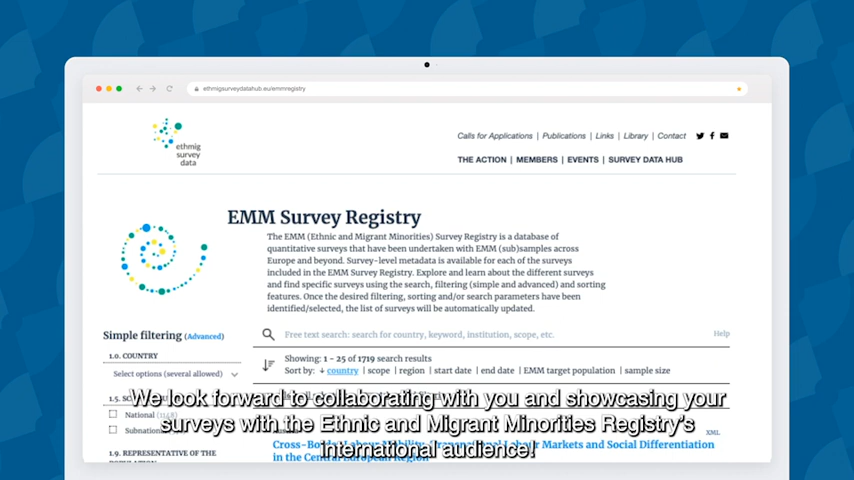 ethmigsurveydatahub.eu/emmregistry
ethmig
survey
data
Calls for Applications | Publications | Links | Library | Contact
THE ACTION | MEMBERS | EVENTS | SURVEY DATA HUB
EMM Survey Registry
The EMM (Ethnic and Migrant Minorities) Survey Registry is a database of
quantitative surveys that have been undertaken with EMM (sub)samples across
Europe and beyond. Survey-level metadata is available for each of the surveys
included in the EMM Survey Registry. Explore and learn about the different surveys
and find specific surveys using the search, filtering (simple and advanced) and sorting
features. Once the desired filtering, sorting and/or search parameters have been
identified/selected, the list of surveys will be automatically updated.
Simple filtering (Advanced)
Free text search: search for country, keyword, institution, scope, etc.
Help
1.0. COUNTRY
Showing: 1 - 25 of 1719 search results
Select options (several allowed)
Sort by: ↓ country | scope | region | start date | end date | EMM target population | sample size
We look forward to collaborating with you and showcasing your
surveys with the Ethnic and Migrant Minorities Registry's
international audience!
1.5.
National (1148)
Subnational
XML
Labour Markets and Social Differentiation
in the Central European Region
1.9. REPRESENTATIVE OF THE